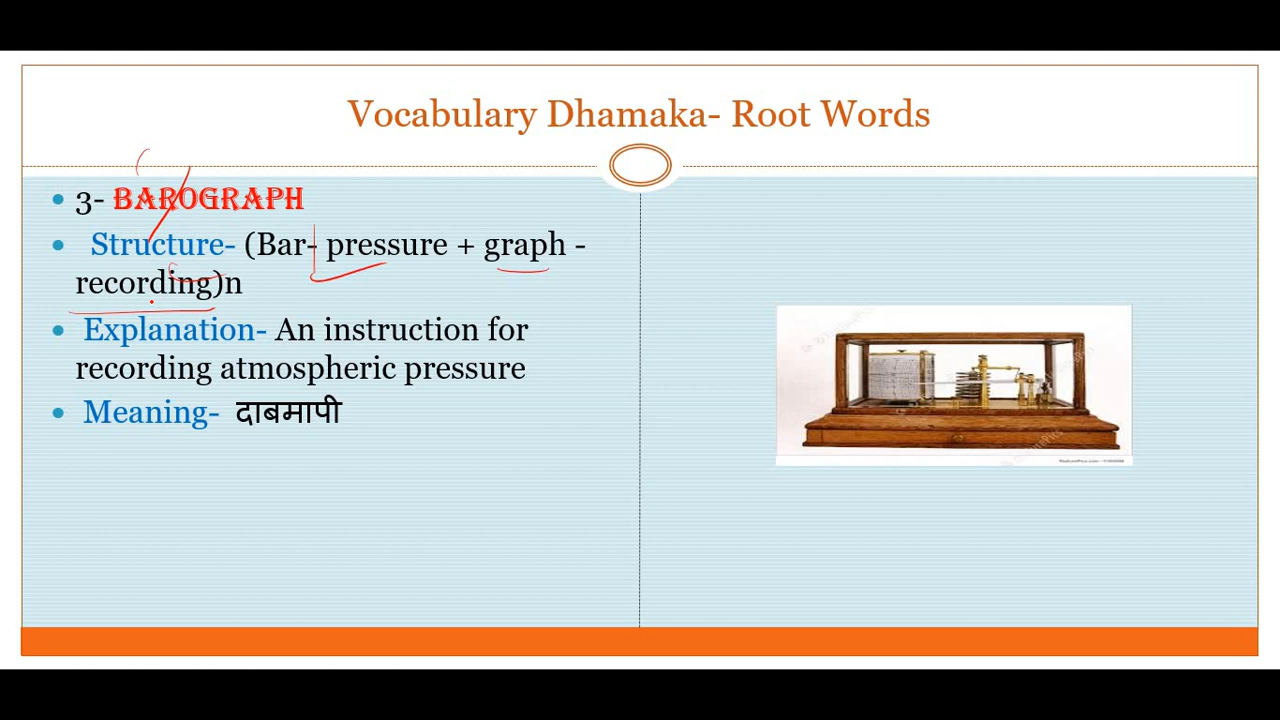 Vocabulary Dhamaka- Root Words
3- BAROGRAPH
Structure- (Bar- pressure + graph -
recording)n
Explanation- An instruction for
recording atmospheric pressure
Meaning- दाबमापी